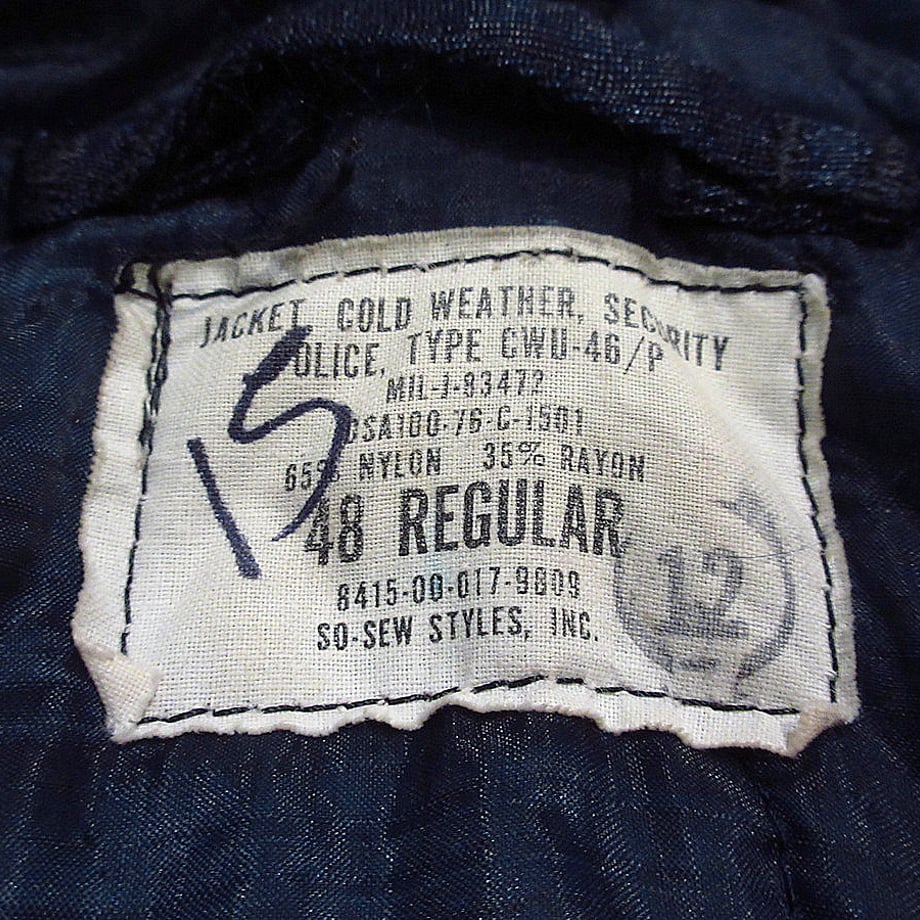 JACKET, COLD WEATHER, SECURITY
POLICE, TYPE CWU-46/P
MIL-J-83472
DSA100-76-C-1501
65% NYLON 35% RAYON
48 REGULAR
8415-00-017-9809
SO-SEW STYLES, INC.
15
12